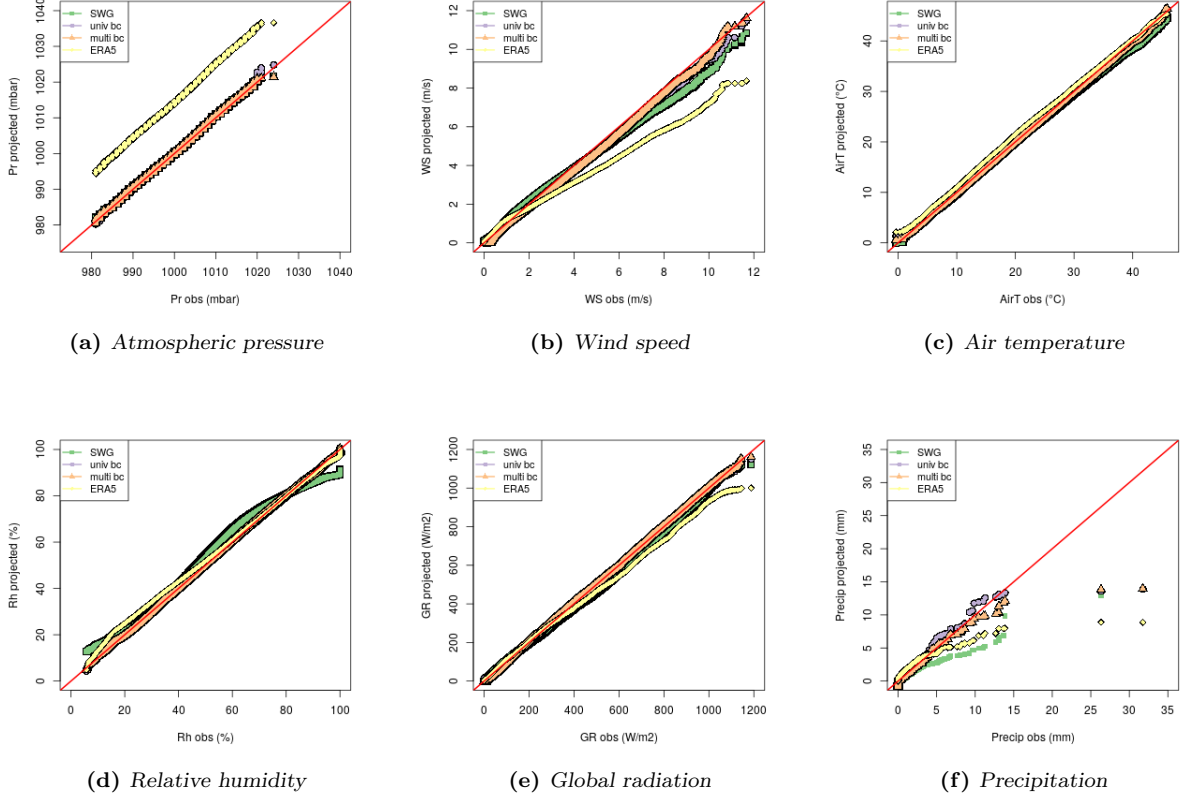 SWG
univ bc
multi bc
ERA5
Pr projected (mbar)
980 990 1000 1010 1020 1030 1040
980 990 1000 1010 1020 1030 1040
Pr obs (mbar)
(a) Atmospheric pressure
SWG
univ bc
multi bc
ERA5
WS projected (m/s)
0 2 4 6 8 10 12
0 2 4 6 8 10 12
WS obs (m/s)
(b) Wind speed
SWG
univ bc
multi bc
ERA5
AirT projected (°C)
0 10 20 30 40
0 10 20 30 40
AirT obs (°C)
(c) Air temperature
SWG
univ bc
multi bc
ERA5
Rh projected (%)
0 20 40 60 80 100
0 20 40 60 80 100
Rh obs (%)
(d) Relative humidity
SWG
univ bc
multi bc
ERA5
GR projected (W/m2)
0 200 400 600 800 1000 1200
0 200 400 600 800 1000 1200
GR obs (W/m2)
(e) Global radiation
SWG
univ bc
multi bc
ERA5
Precip projected (mm)
0 5 10 15 20 25 30 35
0 5 10 15 20 25 30 35
Precip obs (mm)
(f) Precipitation